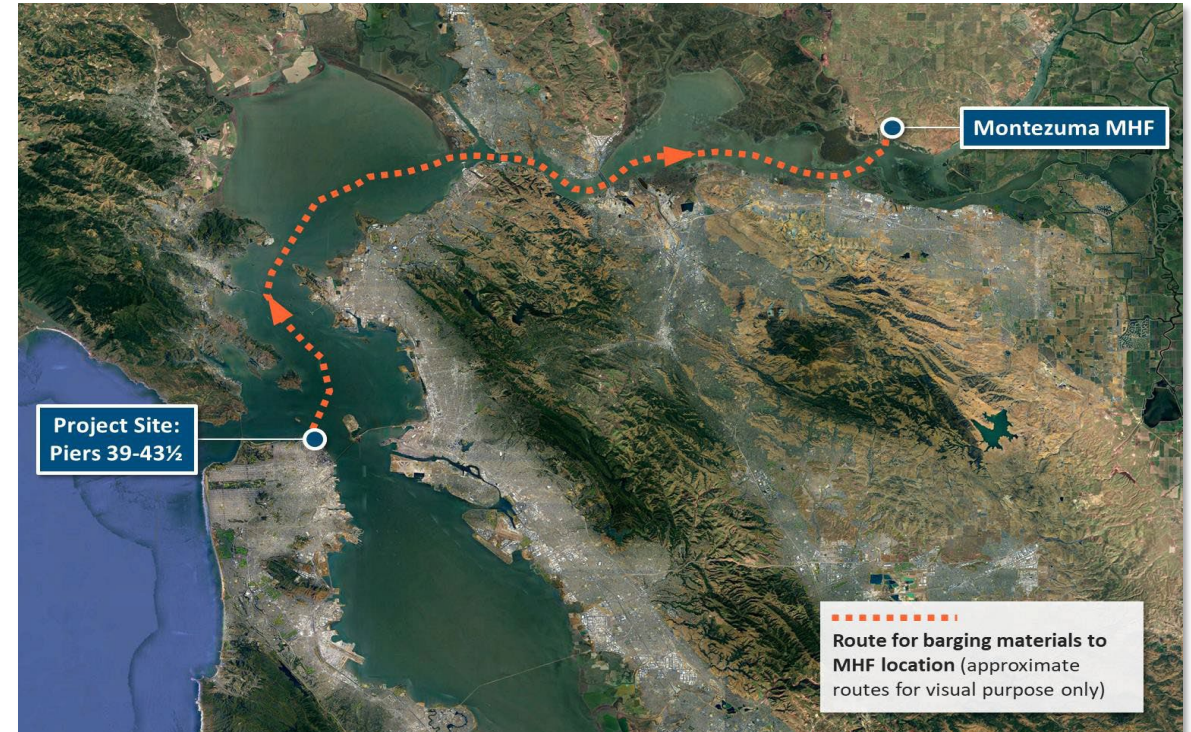 Montezuma MHF
Project Site:
Piers 39-43½
Route for barging materials to
MHF location (approximate
routes for visual purpose only)